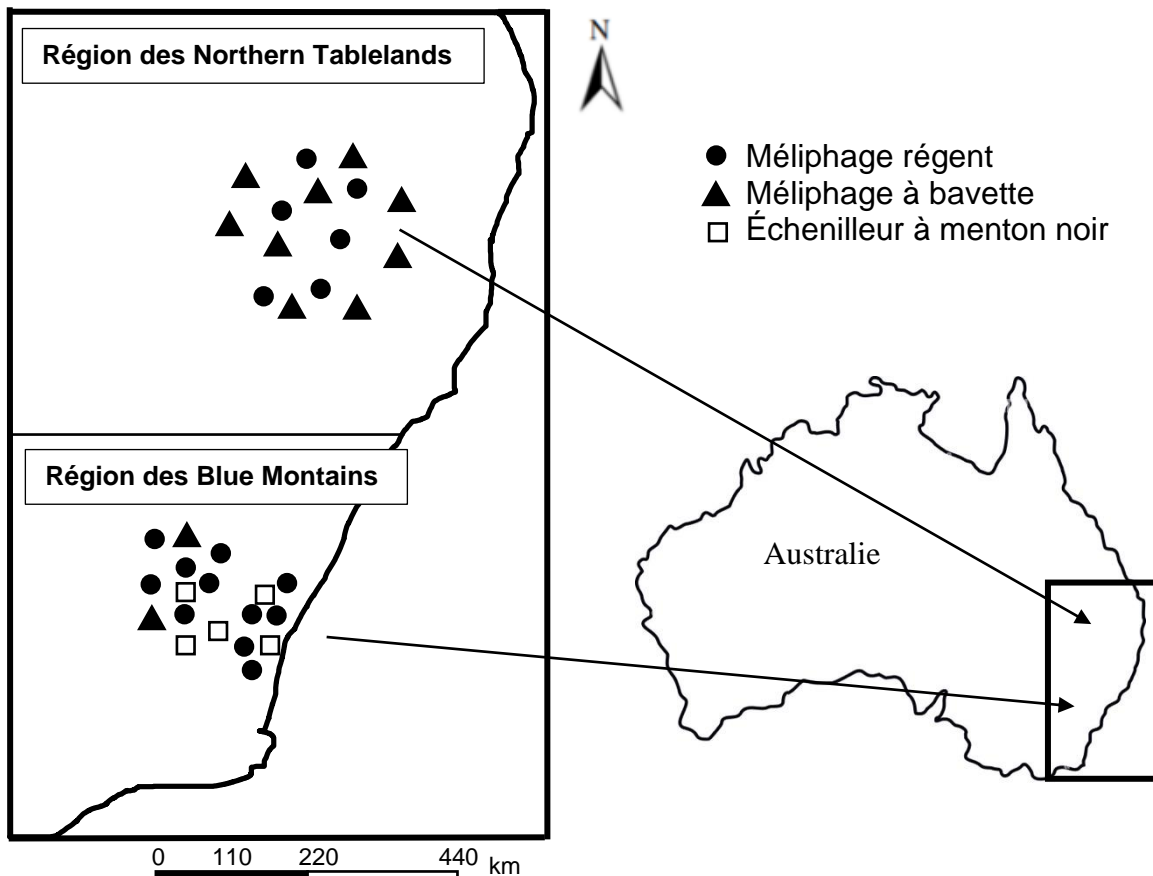 Région des Northern Tablelands
N
Méliphage régent
Méliphage à bavette
Échenilleur à menton noir
Région des Blue Montains
Australie
0 110 220 440 km